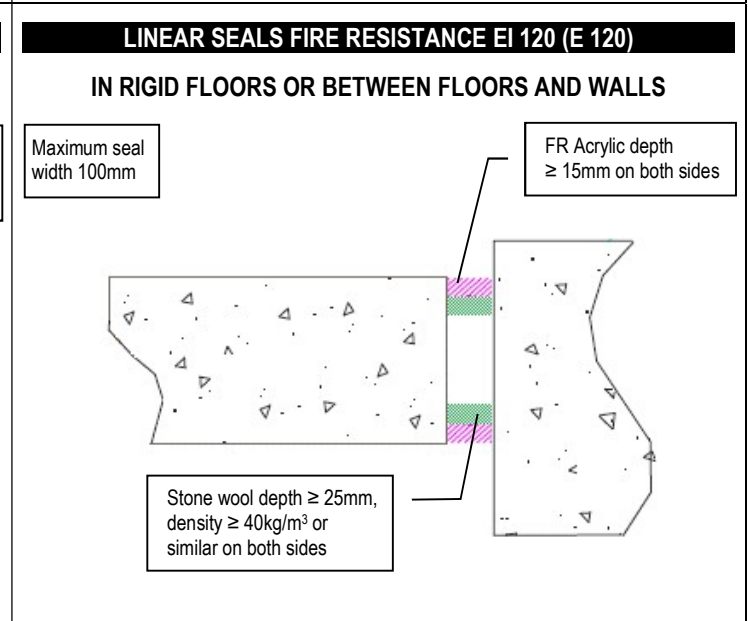 LINEAR SEALS FIRE RESISTANCE EI 120 (E 120)
IN RIGID FLOORS OR BETWEEN FLOORS AND WALLS
Maximum seal
width 100mm
FR Acrylic depth
≥ 15mm on both sides
Stone wool depth ≥ 25mm,
density ≥ 40kg/m³ or
similar on both sides